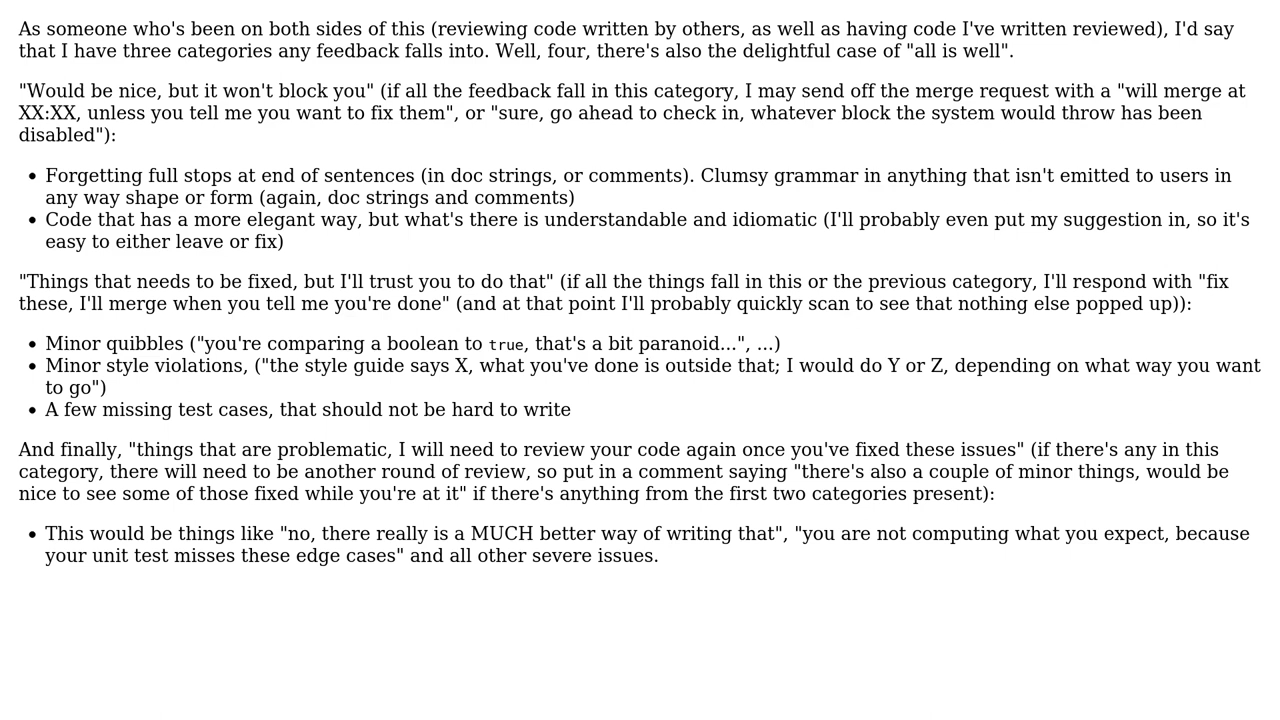 As someone who's been on both sides of this (reviewing code written by others, as well as having code I've written reviewed), I'd say
that I have three categories any feedback falls into. Well, four, there's also the delightful case of "all is well".
"Would be nice, but it won't block you" (if all the feedback fall in this category, I may send off the merge request with a "will merge at
XX:XX, unless you tell me you want to fix them", or "sure, go ahead to check in, whatever block the system would throw has been
disabled"):
• Forgetting full stops at end of sentences (in doc strings, or comments). Clumsy grammar in anything that isn't emitted to users in
any way shape or form (again, doc strings and comments)
• Code that has a more elegant way, but what's there is understandable and idiomatic (I'll probably even put my suggestion in, so it's
easy to either leave or fix)
"Things that needs to be fixed, but I'll trust you to do that" (if all the things fall in this or the previous category, I'll respond with "fix
these, I'll merge when you tell me you're done" (and at that point I'll probably quickly scan to see that nothing else popped up)):
• Minor quibbles ("you're comparing a boolean to true, that's a bit paranoid...", ...)
• Minor style violations, ("the style guide says X, what you've done is outside that; I would do Y or Z, depending on what way you want
to go")
• A few missing test cases, that should not be hard to write
And finally, "things that are problematic, I will need to review your code again once you've fixed these issues" (if there's any in this
category, there will need to be another round of review, so put in a comment saying "there's also a couple of minor things, would be
nice to see some of those fixed while you're at it" if there's anything from the first two categories present):
• This would be things like "no, there really is a MUCH better way of writing that", "you are not computing what you expect, because
your unit test misses these edge cases" and all other severe issues.